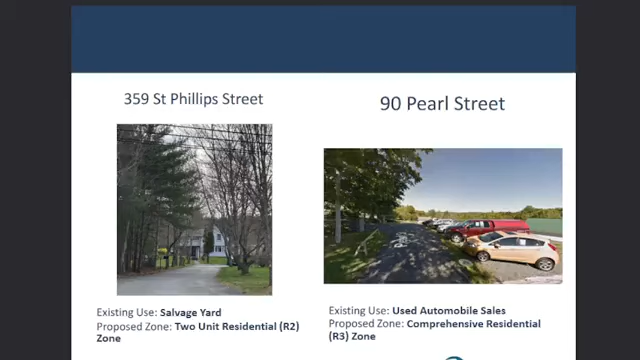 359 St Phillips Street
90 Pearl Street
Existing Use: Salvage Yard
Proposed Zone: Two Unit Residential (R2)
Zone
Existing Use: Used Automobile Sales
Proposed Zone: Comprehensive Residential
(R3) Zone